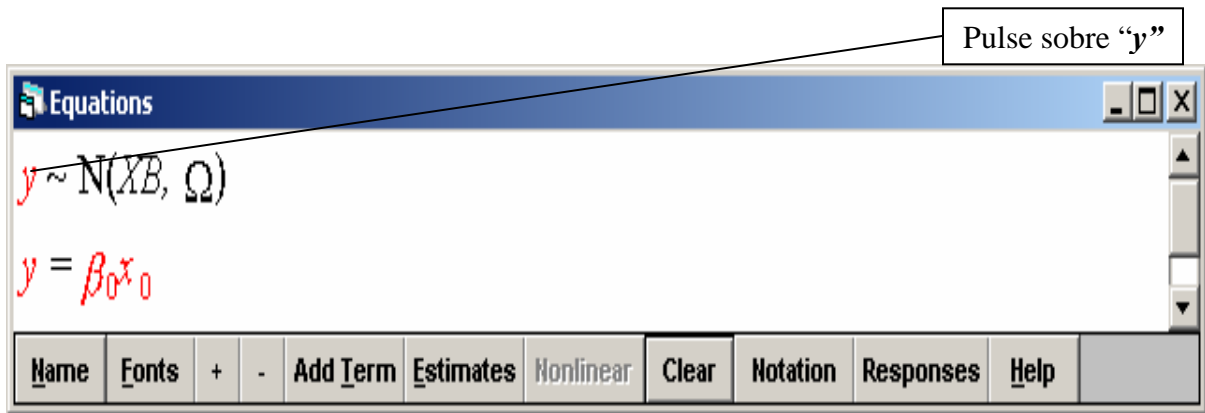 Pulse sobre “y”
Equations
y ~ N(XB, Ω)
y = β₀x₀
Name Fonts + - Add Term Estimates Nonlinear Clear Notation Responses Help